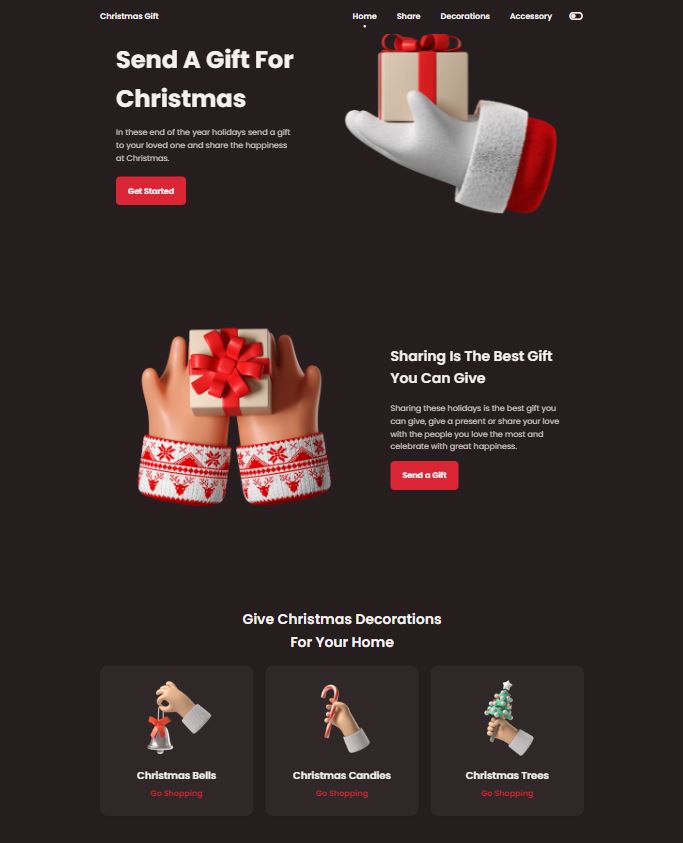 Christmas Gift
Home Share Decorations Accessory
Send A Gift For
Christmas
In these end of the year holidays send a gift
to your loved one and share the happiness
at Christmas.
Get Started
Sharing Is The Best Gift
You Can Give
Sharing these holidays is the best gift you
can give, give a present or share your love
with the people you love the most and
celebrate with great happiness.
Send a Gift
Give Christmas Decorations
For Your Home
Christmas Bells
Go Shopping
Christmas Candies
Go Shopping
Christmas Trees
Go Shopping